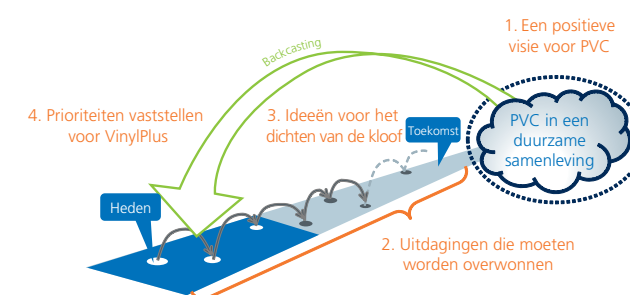 1. Een positieve
visie voor PVC
Backcasting
4. Prioriteiten vaststellen
voor VinylPlus
3. Ideeën voor het
dichten van de kloof
Toekomst
PVC in een
duurzame
samenleving
Heden
2. Uitdagingen die moeten
worden overwonnen